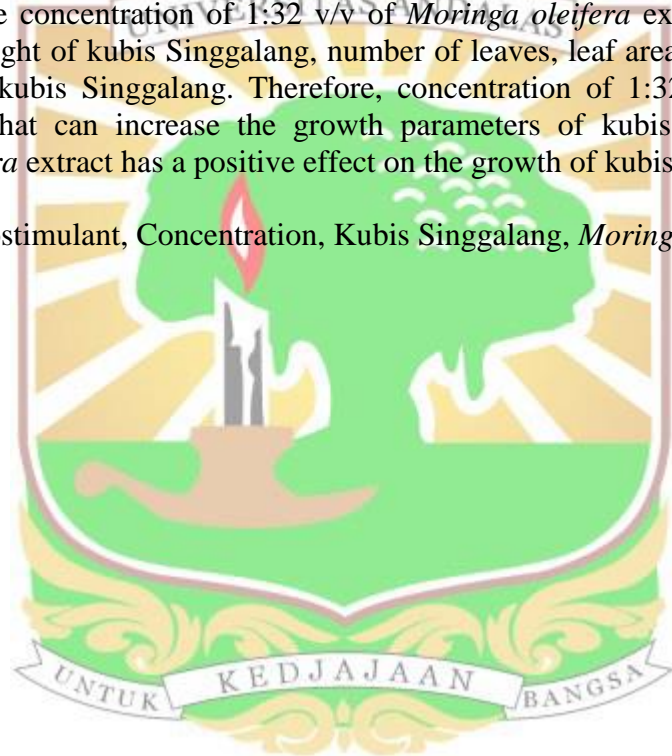 e concentration of 1:32 v/v of Moringa oleifera ex
UNIVERSITAS ANDALAS
ght of kubis Singgalang, number of leaves, leaf area
kubis Singgalang. Therefore, concentration of 1:32
hat can increase the growth parameters of kubis
ra extract has a positive effect on the growth of kubis
stimulant, Concentration, Kubis Singgalang, Moring
UNTUK KEDJAJAAN BANGSA